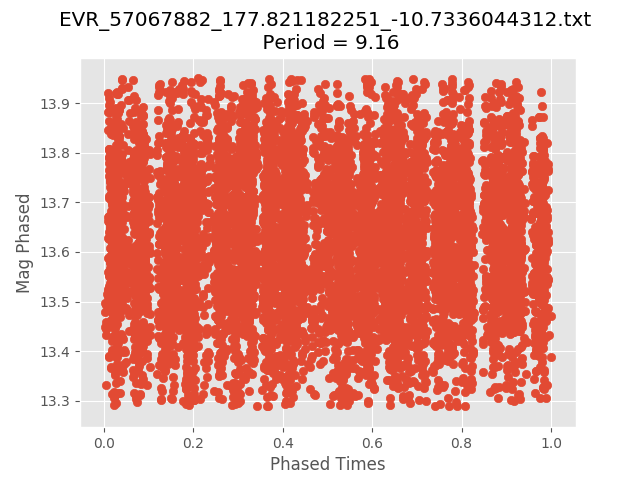 EVR_57067882_177.821182251_-10.7336044312.txt
Period = 9.16
Mag Phased
13.9
13.8
13.7
13.6
13.5
13.4
13.3
0.0 0.2 0.4 0.6 0.8 1.0
Phased Times